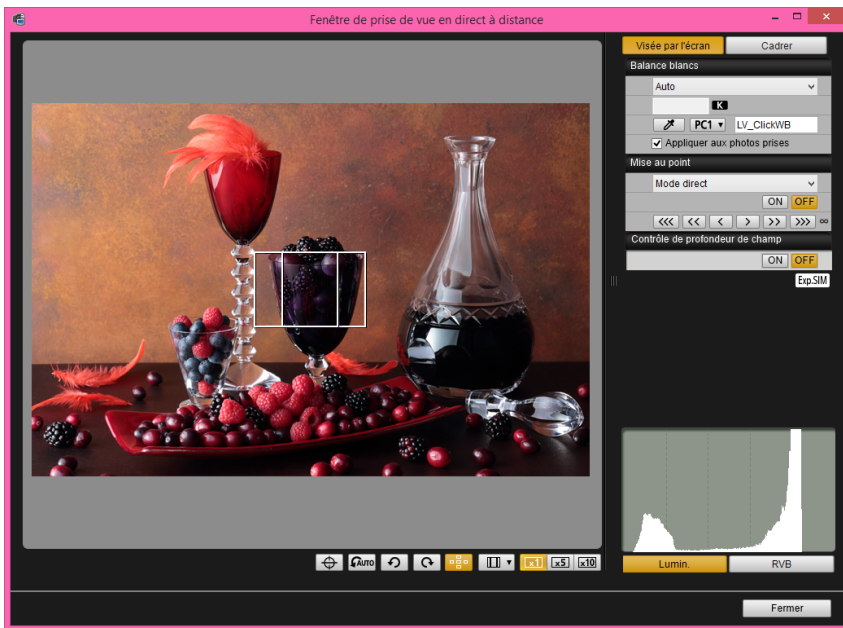 Fenêtre de prise de vue en direct à distance
Visée par l'écran
Cadrer
Balance blancs
Auto
K
PC1
LV_ClickWB
Appliquer aux photos prises
Mise au point
Mode direct
ON OFF
<<< << < > >> >>> ∞
Contrôle de profondeur de champ
ON OFF
Exp.SIM
AUTO
x1 x5 x10
Lumin.
RVB
Fermer